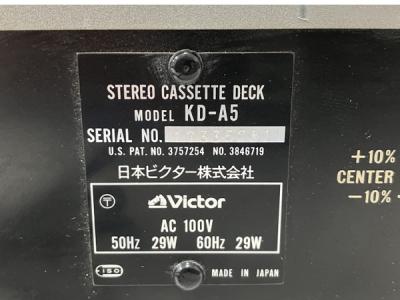 STEREO CASSETTE DECK
MODEL KD-A5
SERIAL NO.
U.S. PAT. NO. 3757254 NO. 3846719
日本ビクター株式会社
〒 Victor
AC 100V
50Hz 29W 60Hz 29W
ISO MADE IN JAPAN
+10%
CENTER
-10%